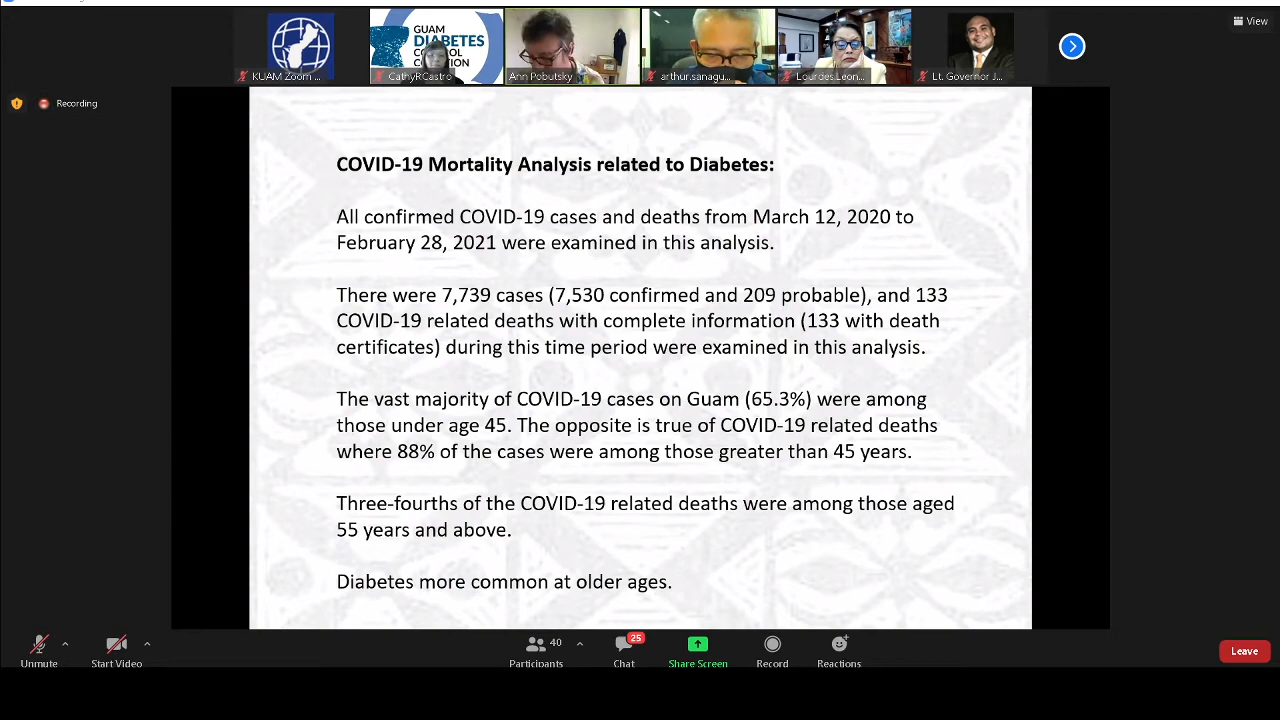 View
GUAM
DIABETES
CONTROL
COALITION
KUAM Zoom ...
CathyRCastro
Ann Pobutsky
arthur.sanagu...
Lourdes.Leon...
Lt. Governor J...
Recording
COVID-19 Mortality Analysis related to Diabetes:
All confirmed COVID-19 cases and deaths from March 12, 2020 to
February 28, 2021 were examined in this analysis.
There were 7,739 cases (7,530 confirmed and 209 probable), and 133
COVID-19 related deaths with complete information (133 with death
certificates) during this time period were examined in this analysis.
The vast majority of COVID-19 cases on Guam (65.3%) were among
those under age 45. The opposite is true of COVID-19 related deaths
where 88% of the cases were among those greater than 45 years.
Three-fourths of the COVID-19 related deaths were among those aged
55 years and above.
Diabetes more common at older ages.
Unmute
Start Video
40
Participants
25
Chat
Share Screen
Record
Reactions
Leave